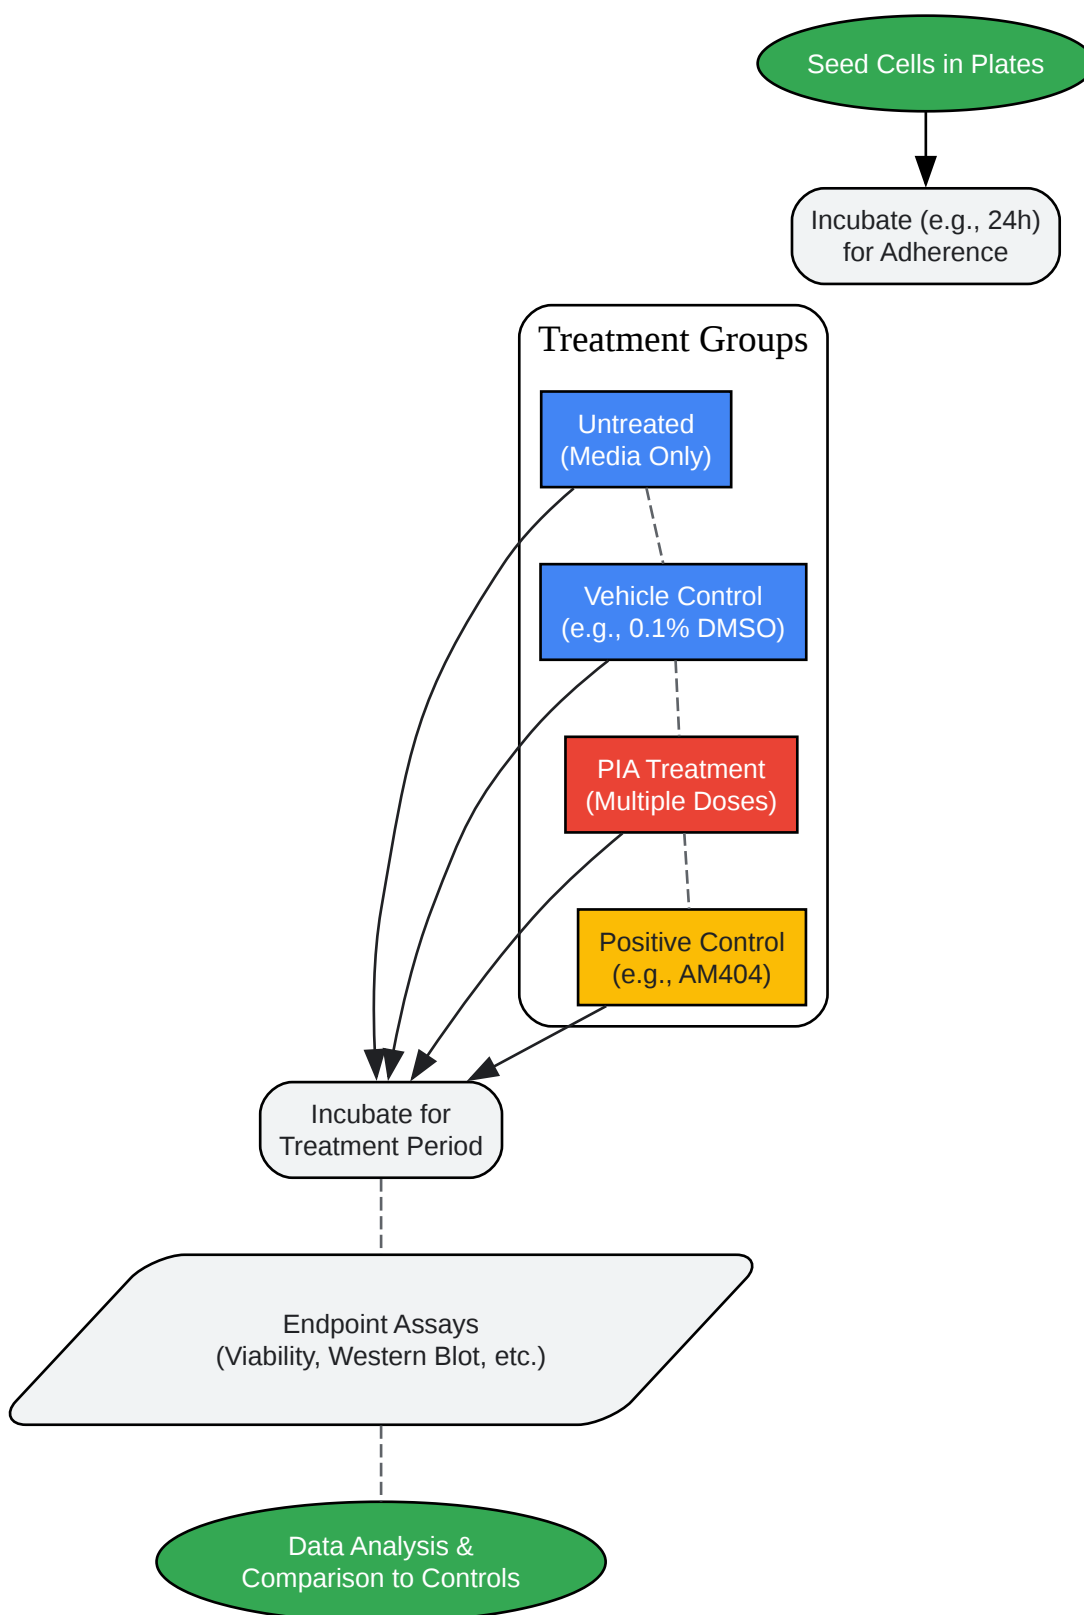 Seed Cells in Plates
Incubate (e.g., 24h)
for Adherence
Treatment Groups
Untreated
(Media Only)
Vehicle Control
(e.g., 0.1% DMSO)
PIA Treatment
(Multiple Doses)
Positive Control
(e.g., AM404)
Incubate for
Treatment Period
Endpoint Assays
(Viability, Western Blot, etc.)
Data Analysis &
Comparison to Controls